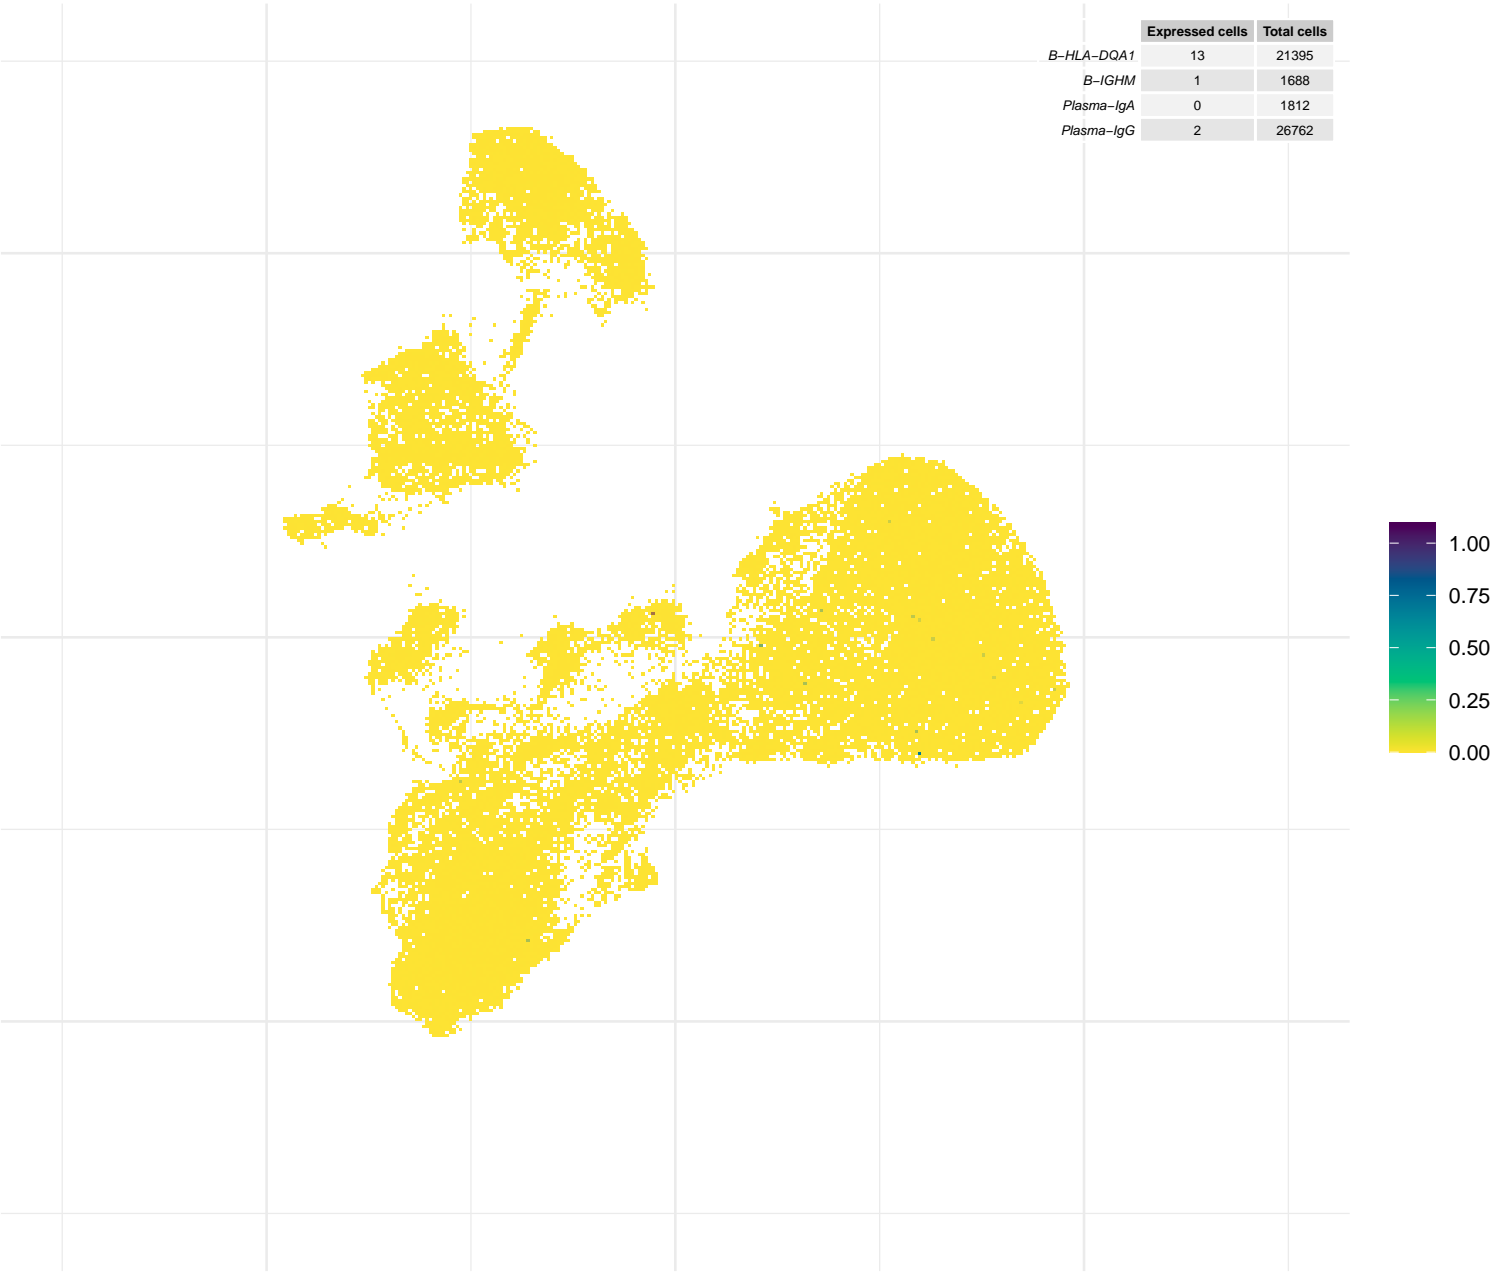 Expressed cells Total cells
B−HLA−DQA1 13 21395
B−IGHM 1 1688
Plasma−IgA 0 1812
Plasma−IgG 2 26762
1.00
0.75
0.50
0.25
0.00